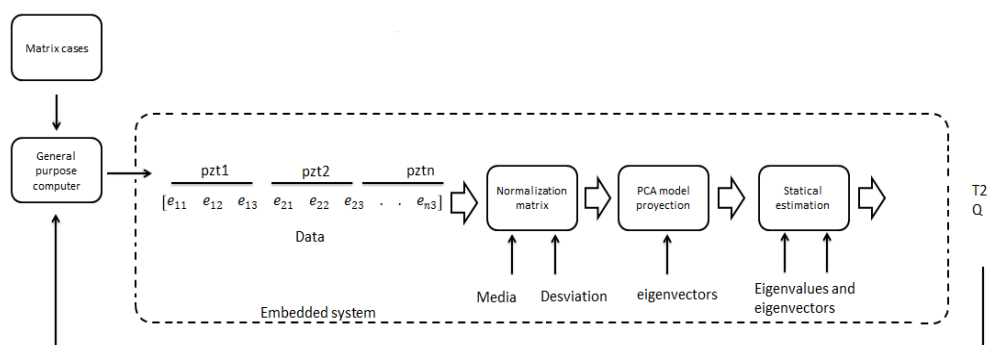 Matrix cases
General
purpose
computer
pzt1 pzt2 pztn
[e11 e12 e13 e21 e22 e23 . . en3]
Data
Normalization
matrix
PCA model
proyection
Statical
estimation
T2
Q
Media Desviation eigenvectors
Eigenvalues and
eigenvectors
Embedded system